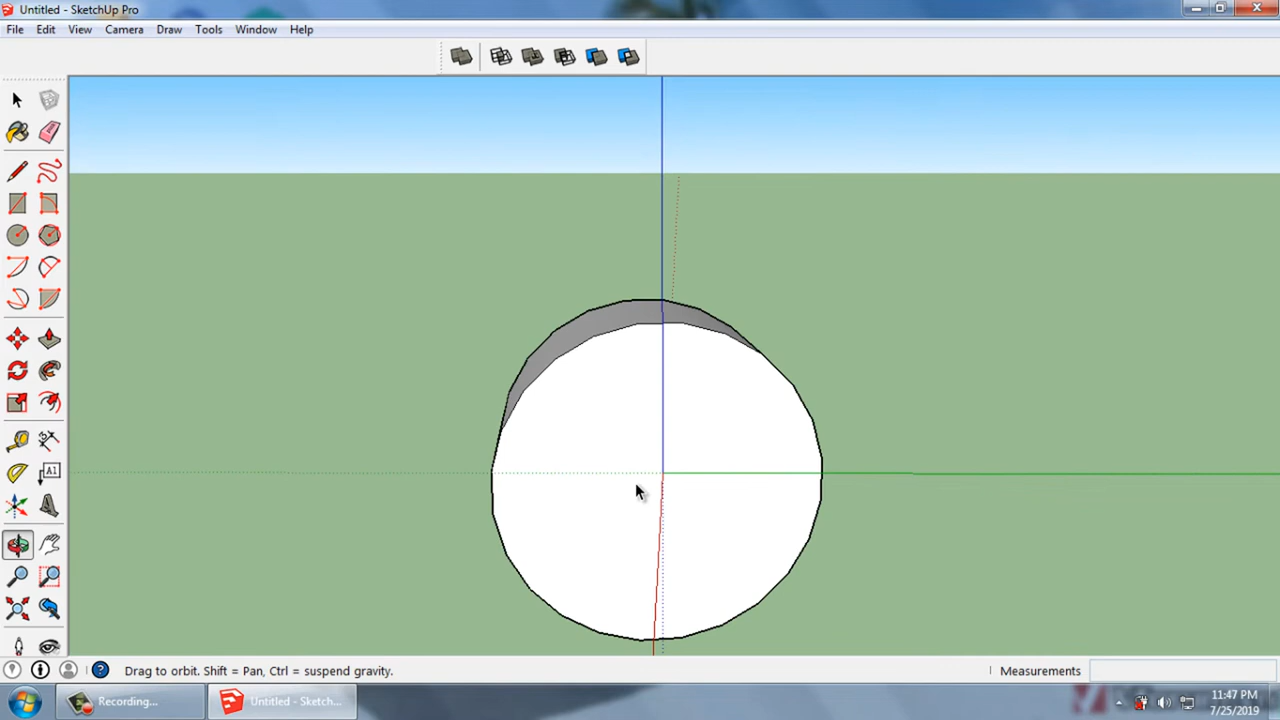 Untitled - SketchUp Pro
File Edit View Camera Draw Tools Window Help
A1
Drag to orbit. Shift = Pan, Ctrl = suspend gravity.
Measurements
Recording...
Untitled - Sketch...
11:47 PM
7/25/2019